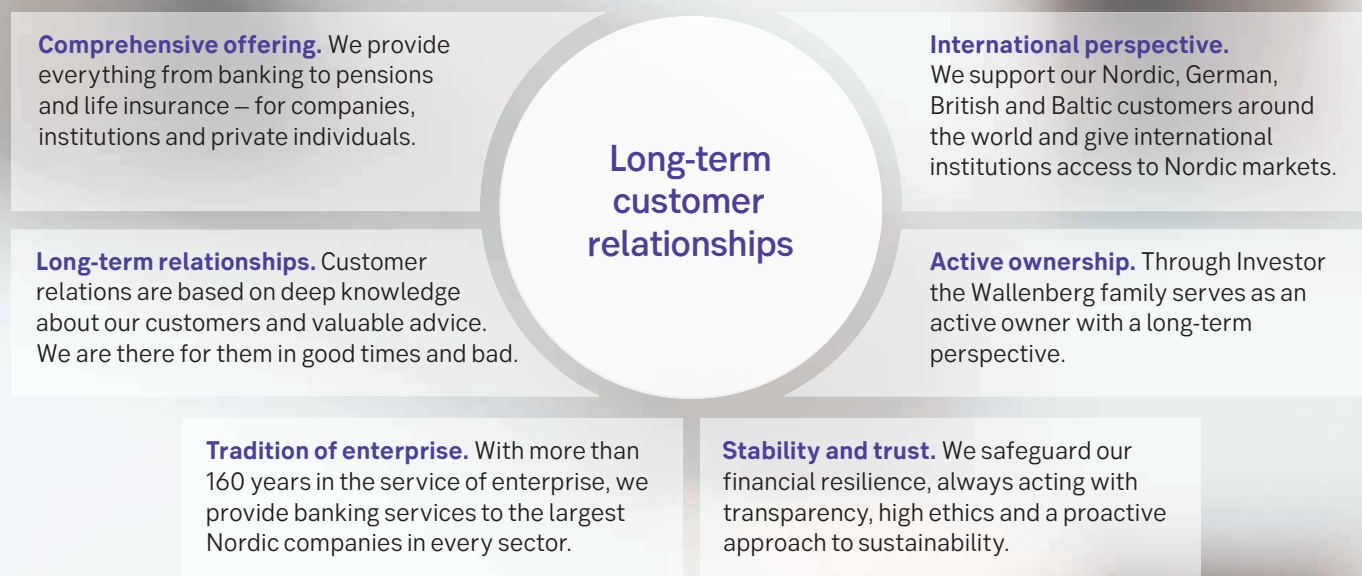 Comprehensive offering. We provide
everything from banking to pensions
and life insurance – for companies,
institutions and private individuals.
Long-term
customer
relationships
International perspective.
We support our Nordic, German,
British and Baltic customers around
the world and give international
institutions access to Nordic markets.
Long-term relationships. Customer
relations are based on deep knowledge
about our customers and valuable advice.
We are there for them in good times and bad.
Active ownership. Through Investor
the Wallenberg family serves as an
active owner with a long-term
perspective.
Tradition of enterprise. With more than
160 years in the service of enterprise, we
provide banking services to the largest
Nordic companies in every sector.
Stability and trust. We safeguard our
financial resilience, always acting with
transparency, high ethics and a proactive
approach to sustainability.